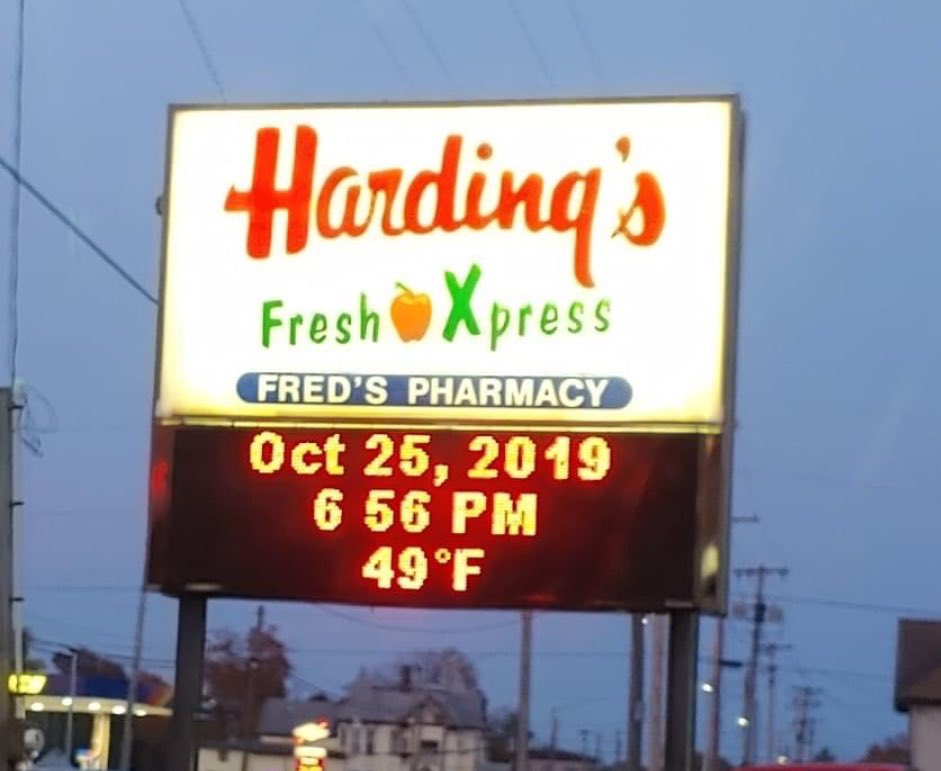 Harding's
Fresh Xpress
FRED'S PHARMACY
Oct 25, 2019
6 56 PM
49°F